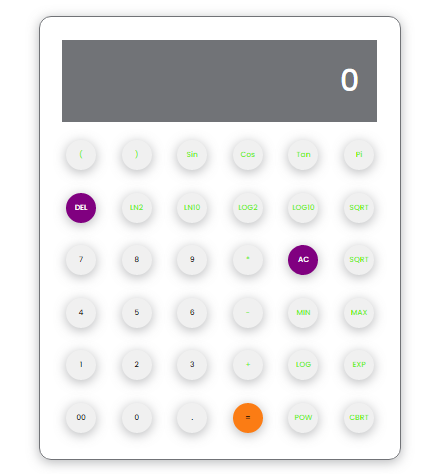 0
( ) Sin Cos Tan Pi
DEL LN2 LN10 LOG2 LOG10 SQRT
7 8 9 * AC SQRT
4 5 6 - MIN MAX
1 2 3 + LOG EXP
00 0 . = POW CBRT